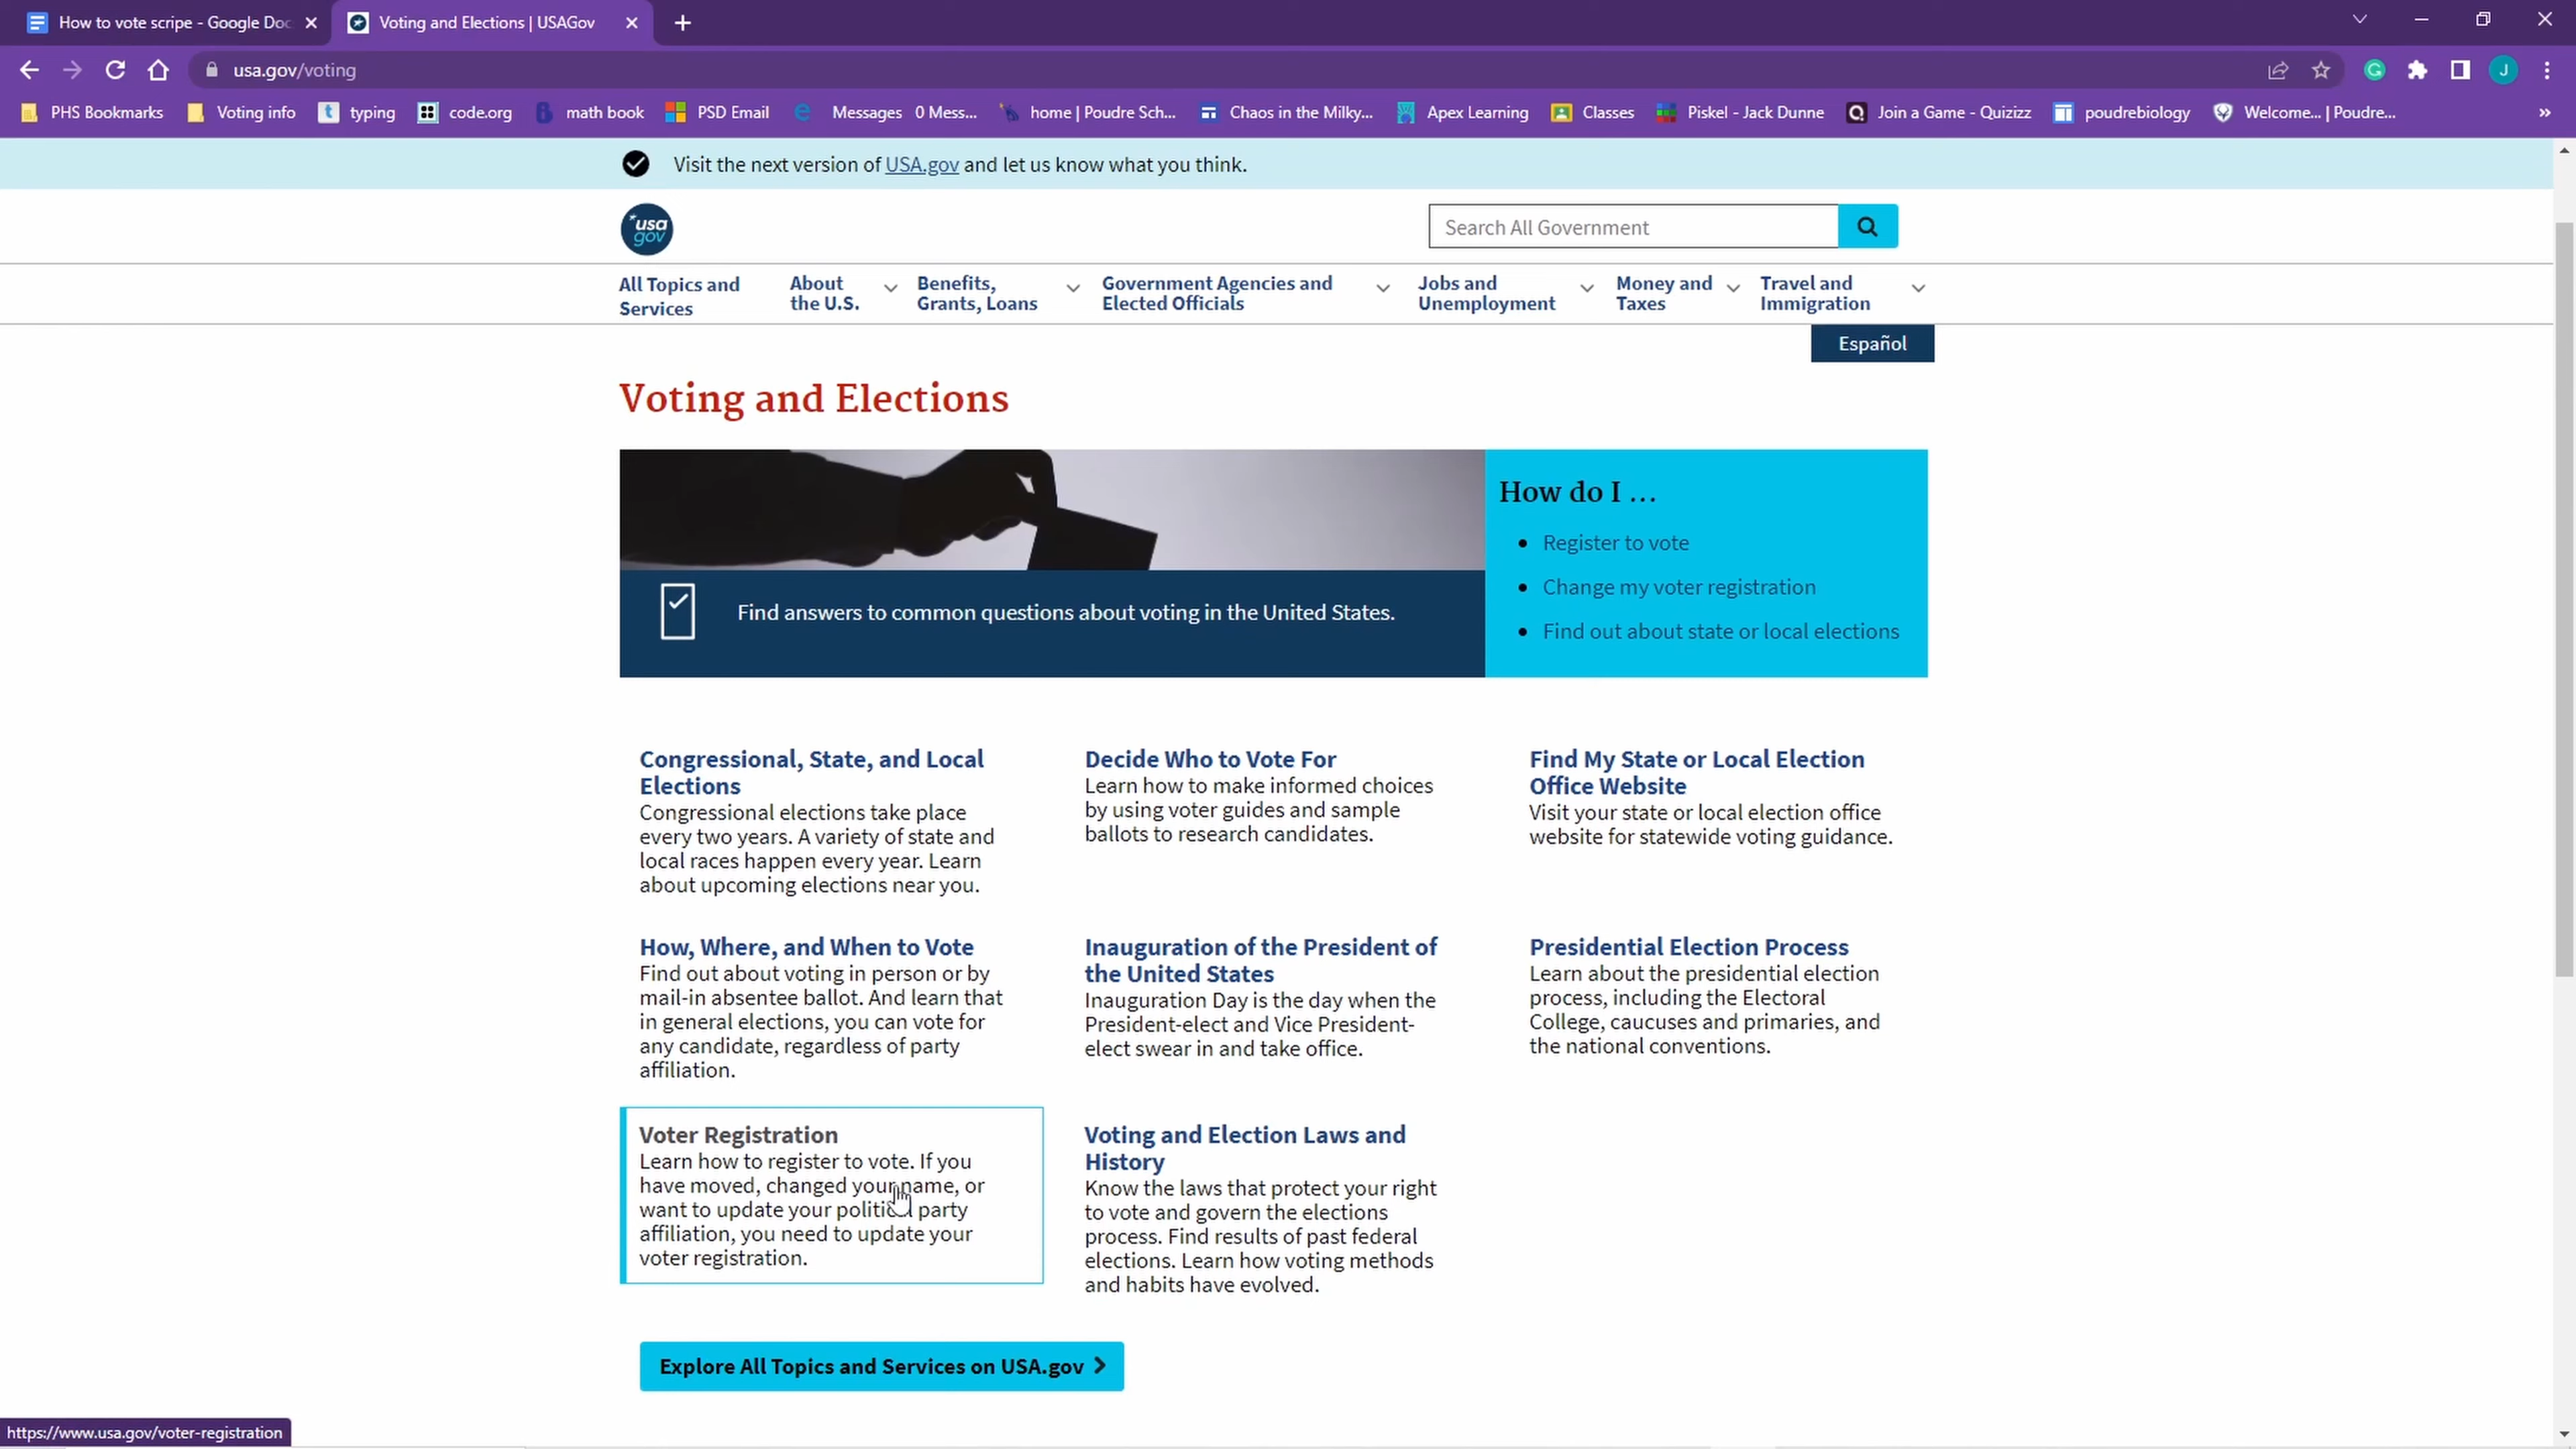 How to vote scripe - Google Doc
Voting and Elections | USAGov
usa.gov/voting
PHS Bookmarks
Voting info
typing
code.org
math book
PSD Email
Messages 0 Mess...
home | Poudre Sch...
Chaos in the Milky...
Apex Learning
Classes
Piskel - Jack Dunne
Join a Game - Quizizz
poudrebiology
Welcome... | Poudre...
Visit the next version of USA.gov and let us know what you think.
usa
gov
Search All Government
All Topics and
Services
About
the U.S.
Benefits,
Grants, Loans
Government Agencies and
Elected Officials
Jobs and
Unemployment
Money and
Taxes
Travel and
Immigration
Español
Voting and Elections
Find answers to common questions about voting in the United States.
How do I ...
Register to vote
Change my voter registration
Find out about state or local elections
Congressional, State, and Local
Elections
Congressional elections take place
every two years. A variety of state and
local races happen every year. Learn
about upcoming elections near you.
Decide Who to Vote For
Learn how to make informed choices
by using voter guides and sample
ballots to research candidates.
Find My State or Local Election
Office Website
Visit your state or local election office
website for statewide voting guidance.
How, Where, and When to Vote
Find out about voting in person or by
mail-in absentee ballot. And learn that
in general elections, you can vote for
any candidate, regardless of party
affiliation.
Inauguration of the President of
the United States
Inauguration Day is the day when the
President-elect and Vice President-
elect swear in and take office.
Presidential Election Process
Learn about the presidential election
process, including the Electoral
College, caucuses and primaries, and
the national conventions.
Voter Registration
Learn how to register to vote. If you
have moved, changed your name, or
want to update your political party
affiliation, you need to update your
voter registration.
Voting and Election Laws and
History
Know the laws that protect your right
to vote and govern the elections
process. Find results of past federal
elections. Learn how voting methods
and habits have evolved.
Explore All Topics and Services on USA.gov
https://www.usa.gov/voter-registration